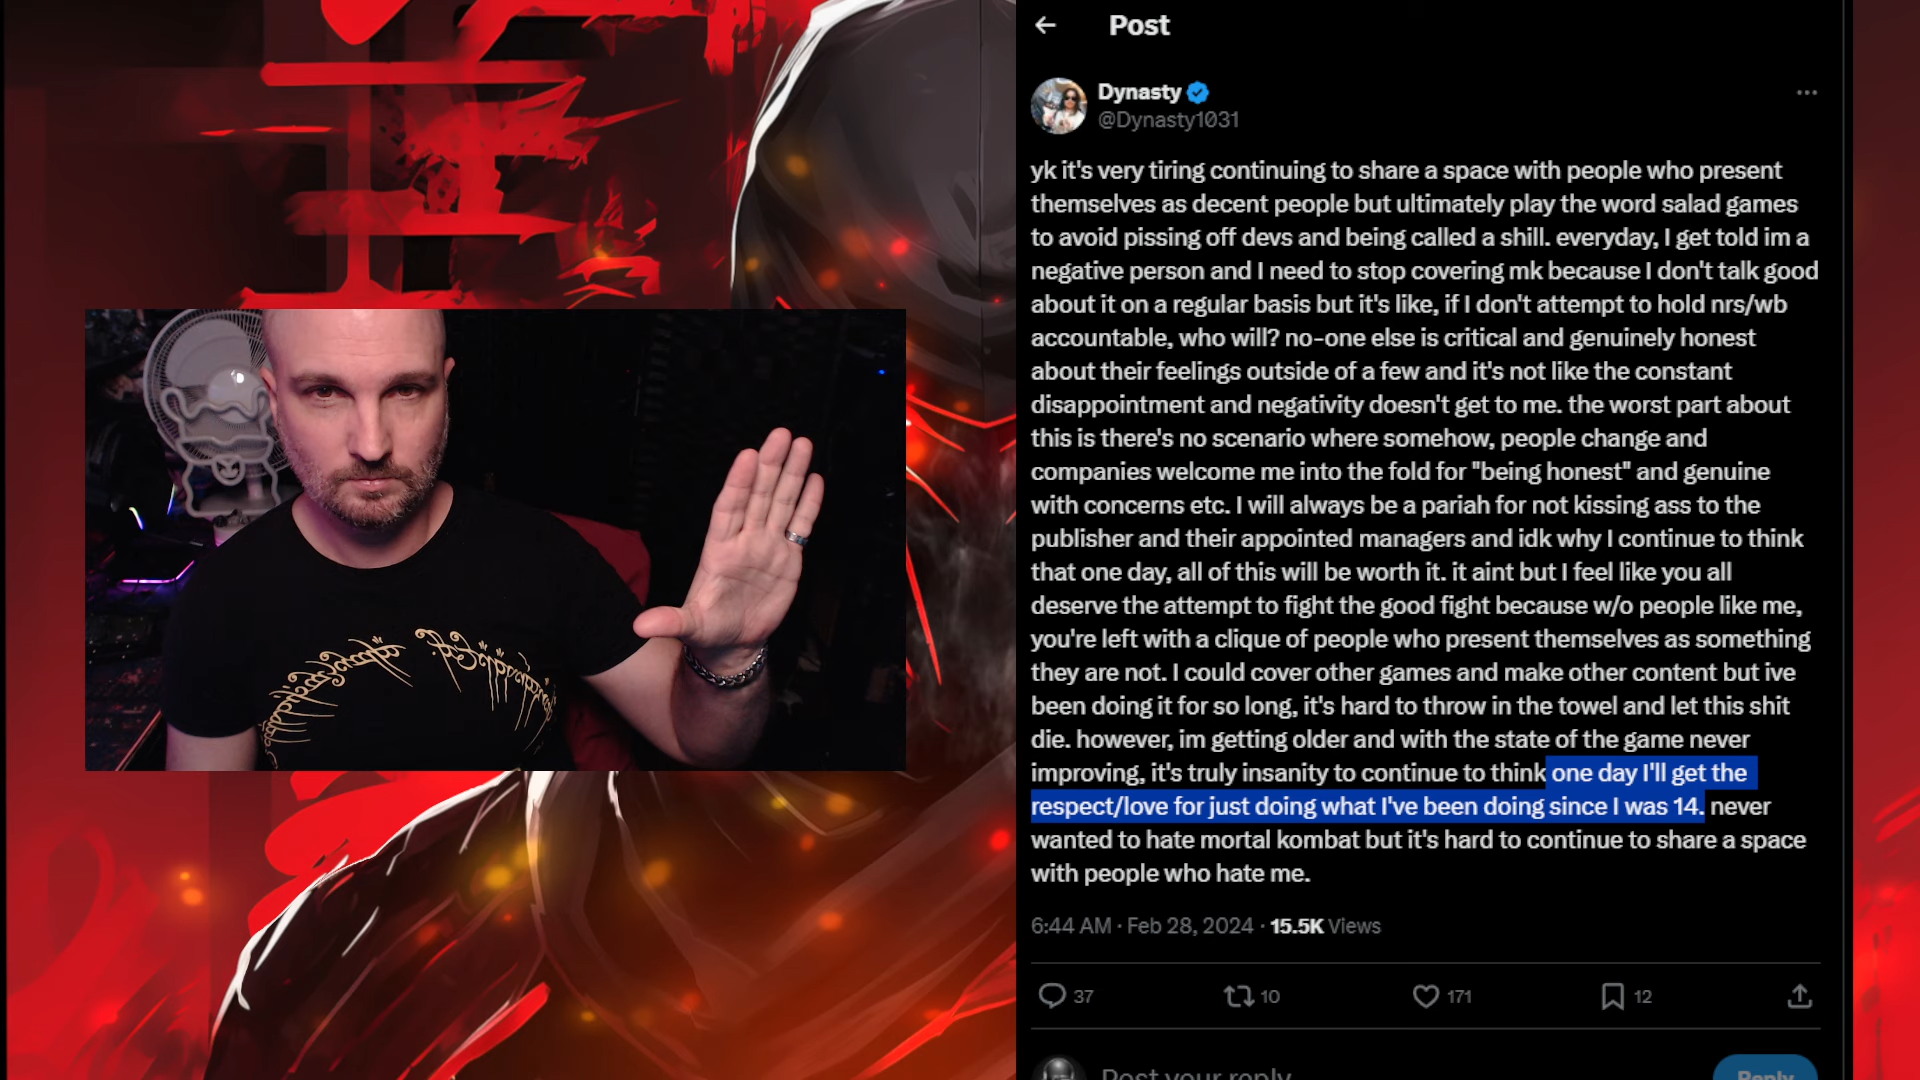 Post
Dynasty
@Dynasty1031
yk it's very tiring continuing to share a space with people who present
themselves as decent people but ultimately play the word salad games
to avoid pissing off devs and being called a shill. everyday, I get told im a
negative person and I need to stop covering mk because I don't talk good
about it on a regular basis but it's like, if I don't attempt to hold nrs/wb
accountable, who will? no-one else is critical and genuinely honest
about their feelings outside of a few and it's not like the constant
disappointment and negativity doesn't get to me. the worst part about
this is there's no scenario where somehow, people change and
companies welcome me into the fold for "being honest" and genuine
with concerns etc. I will always be a pariah for not kissing ass to the
publisher and their appointed managers and idk why I continue to think
that one day, all of this will be worth it. it aint but I feel like you all
deserve the attempt to fight the good fight because w/o people like me,
you're left with a clique of people who present themselves as something
they are not. I could cover other games and make other content but ive
been doing it for so long, it's hard to throw in the towel and let this shit
die. however, im getting older and with the state of the game never
improving, it's truly insanity to continue to think one day I'll get the
respect/love for just doing what I've been doing since I was 14. never
wanted to hate mortal kombat but it's hard to continue to share a space
with people who hate me.
6:44 AM · Feb 28, 2024 · 15.5K Views
37 10 171 12
Post your reply
Reply